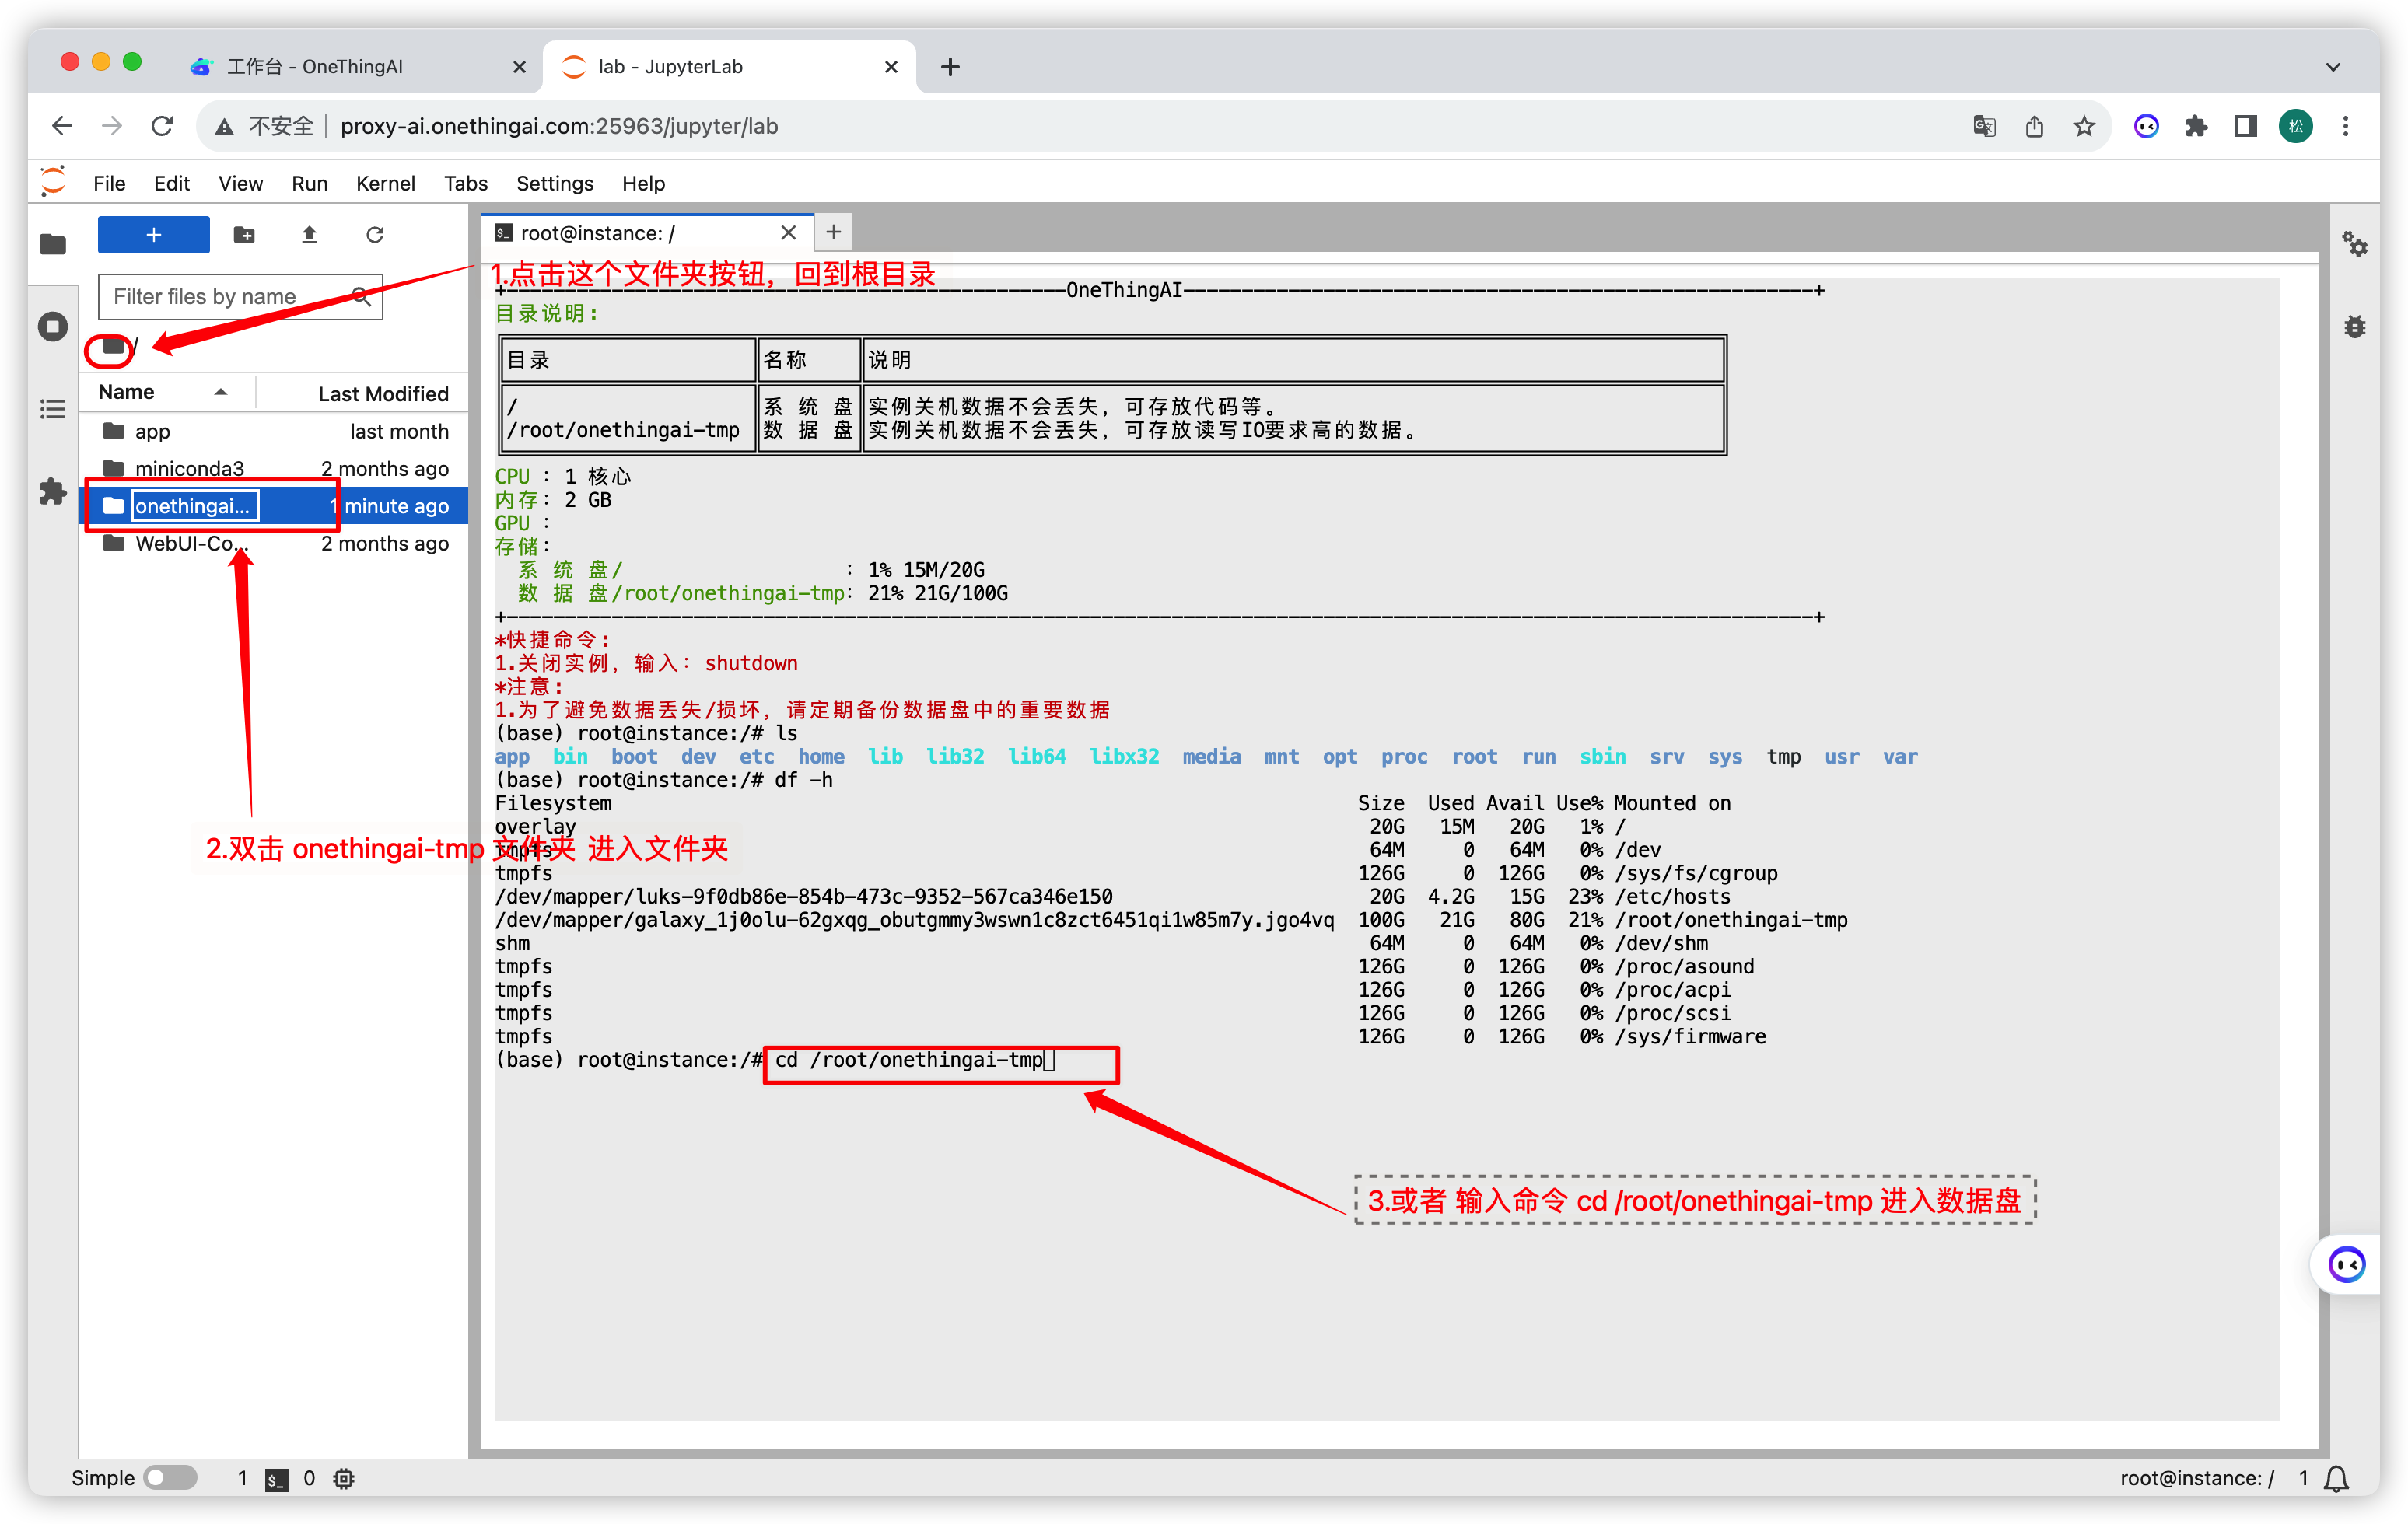 工作台 - OneThingAI
lab - JupyterLab
不安全 proxy-ai.onethingai.com:25963/jupyter/lab
松
File Edit View Run Kernel Tabs Settings Help
root@instance: /
Filter files by name
/
Name Last Modified
app last month
miniconda3 2 months ago
onethingai... 1 minute ago
WebUI-Co... 2 months ago
1.点击这个文件夹按钮，回到根目录
2.双击 onethingai-tmp 文件夹 进入文件夹
OneThingAI
目录说明:
目录 名称 说明
/ 系统盘 实例关机数据不会丢失，可存放代码等。
/root/onethingai-tmp 数据盘 实例关机数据不会丢失，可存放读写IO要求高的数据。
CPU : 1 核心
内存: 2 GB
GPU :
存储:
系统盘/ : 1% 15M/20G
数据盘/root/onethingai-tmp: 21% 21G/100G
*快捷命令:
1.关闭实例，输入: shutdown
*注意:
1.为了避免数据丢失/损坏，请定期备份数据盘中的重要数据
(base) root@instance:/# ls
app bin boot dev etc home lib lib32 lib64 libx32 media mnt opt proc root run sbin srv sys tmp usr var
(base) root@instance:/# df -h
Filesystem Size Used Avail Use% Mounted on
overlay 20G 15M 20G 1% /
tmpfs 64M 0 64M 0% /dev
tmpfs 126G 0 126G 0% /sys/fs/cgroup
/dev/mapper/luks-9f0db86e-854b-473c-9352-567ca346e150 20G 4.2G 15G 23% /etc/hosts
/dev/mapper/galaxy_1j0olu-62gxqg_obutgmmy3wswn1c8zct6451qi1w85m7y.jgo4vq 100G 21G 80G 21% /root/onethingai-tmp
shm 64M 0 64M 0% /dev/shm
tmpfs 126G 0 126G 0% /proc/asound
tmpfs 126G 0 126G 0% /proc/acpi
tmpfs 126G 0 126G 0% /proc/scsi
tmpfs 126G 0 126G 0% /sys/firmware
(base) root@instance:/# cd /root/onethingai-tmp
3.或者 输入命令 cd /root/onethingai-tmp 进入数据盘
Simple 1 $_ 0
root@instance: / 1